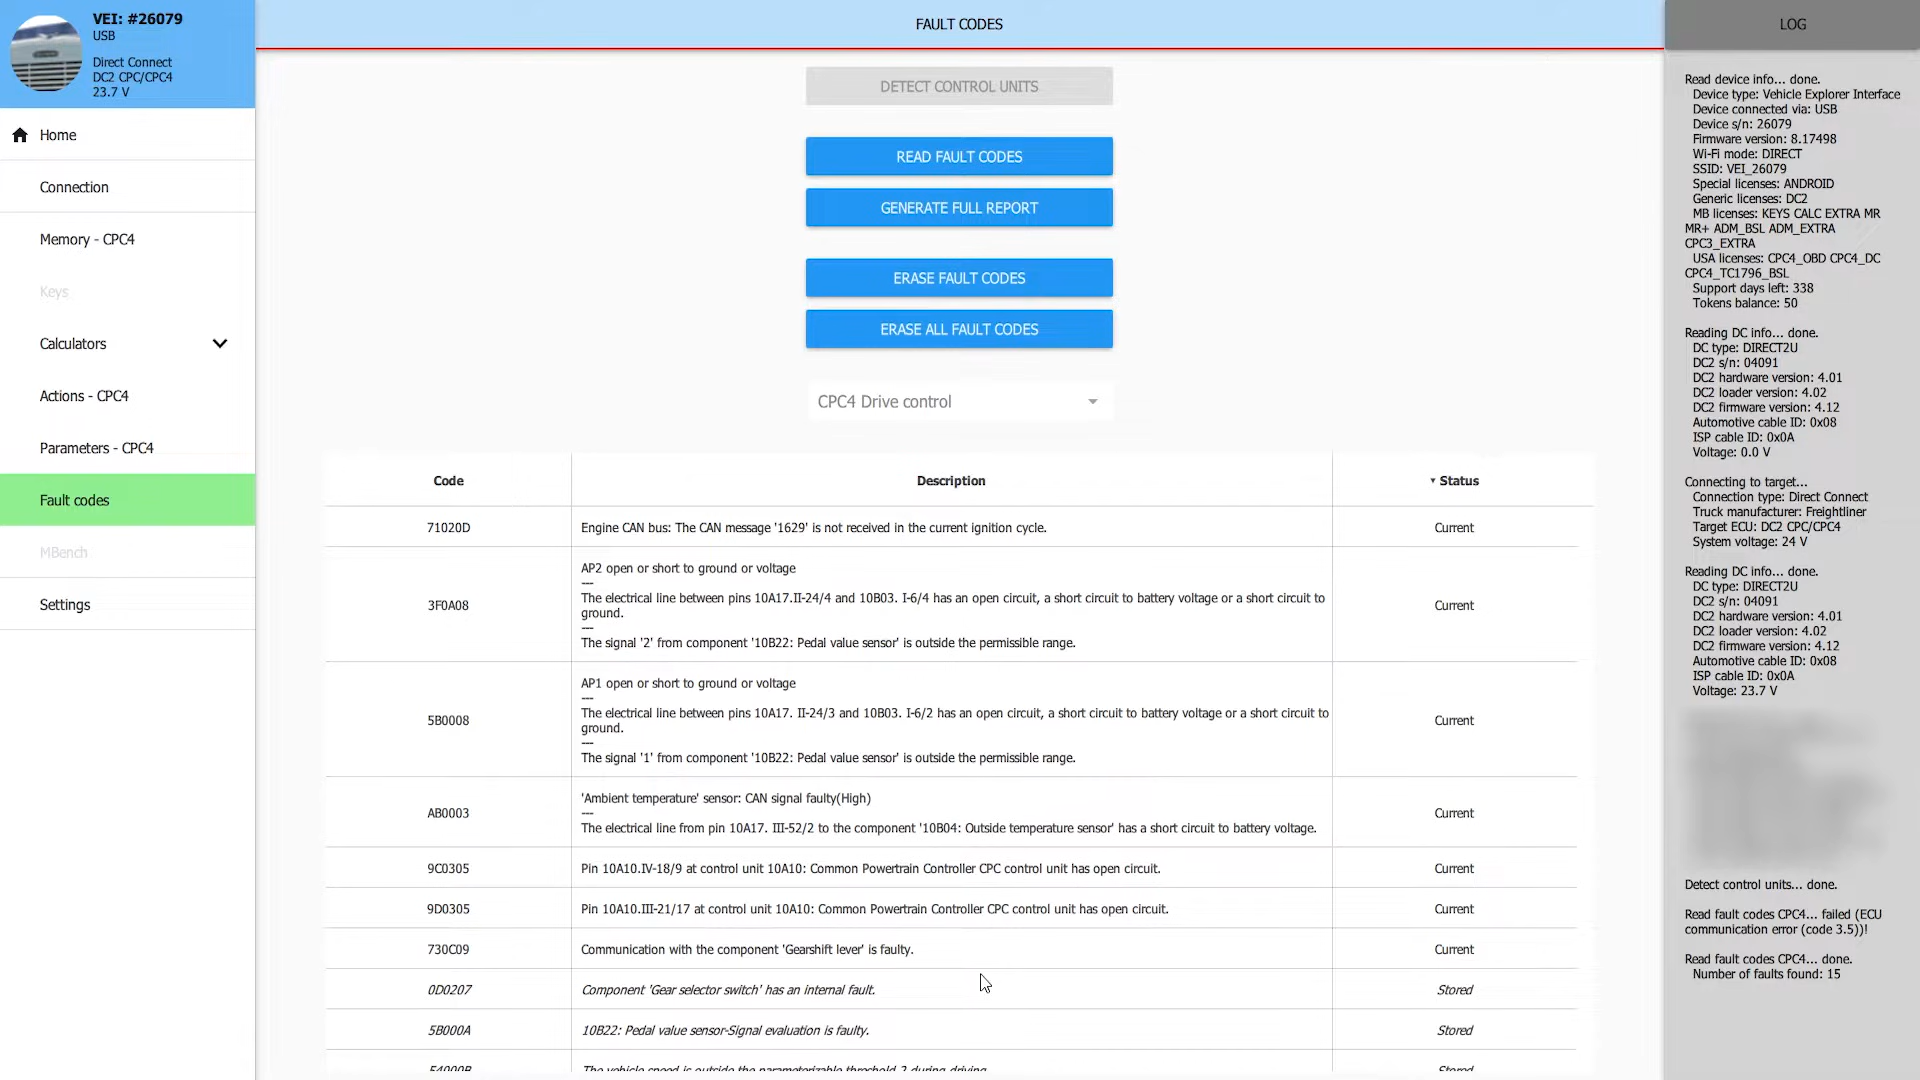 VEI: #26079
USB
Direct Connect
DC2 CPC/CPC4
23.7 V
Home
Connection
Memory - CPC4
Keys
Calculators
Actions - CPC4
Parameters - CPC4
Fault codes
MBench
Settings
FAULT CODES
DETECT CONTROL UNITS
READ FAULT CODES
GENERATE FULL REPORT
ERASE FAULT CODES
ERASE ALL FAULT CODES
CPC4 Drive control
Code Description Status
71020D Engine CAN bus: The CAN message '1629' is not received in the current ignition cycle. Current
AP2 open or short to ground or voltage
---
The electrical line between pins 10A17.II-24/4 and 10B03. I-6/4 has an open circuit, a short circuit to battery voltage or a short circuit to
3F0A08 Current
ground.
---
The signal '2' from component '10B22: Pedal value sensor' is outside the permissible range.
AP1 open or short to ground or voltage
---
The electrical line between pins 10A17. II-24/3 and 10B03. I-6/2 has an open circuit, a short circuit to battery voltage or a short circuit to
5B0008 Current
ground.
---
The signal '1' from component '10B22: Pedal value sensor' is outside the permissible range.
'Ambient temperature' sensor: CAN signal faulty(High)
AB0003 --- Current
The electrical line from pin 10A17. III-52/2 to the component '10B04: Outside temperature sensor' has a short circuit to battery voltage.
9C0305 Pin 10A10.IV-18/9 at control unit 10A10: Common Powertrain Controller CPC control unit has open circuit. Current
9D0305 Pin 10A10.III-21/17 at control unit 10A10: Common Powertrain Controller CPC control unit has open circuit. Current
730C09 Communication with the component 'Gearshift lever' is faulty. Current
0D0207 Component 'Gear selector switch' has an internal fault. Stored
5B000A 10B22: Pedal value sensor-Signal evaluation is faulty. Stored
54000B The vehicle speed is outside the parameterizable threshold 2 during driving. Stored
LOG
Read device info... done.
Device type: Vehicle Explorer Interface
Device connected via: USB
Device s/n: 26079
Firmware version: 8.17498
Wi-Fi mode: DIRECT
SSID: VEI_26079
Special licenses: ANDROID
Generic licenses: DC2
MB licenses: KEYS CALC EXTRA MR
MR+ ADM_BSL ADM_EXTRA
CPC3_EXTRA
USA licenses: CPC4_OBD CPC4_DC
CPC4_TC1796_BSL
Support days left: 338
Tokens balance: 50
Reading DC info... done.
DC type: DIRECT2U
DC2 s/n: 04091
DC2 hardware version: 4.01
DC2 loader version: 4.02
DC2 firmware version: 4.12
Automotive cable ID: 0x08
ISP cable ID: 0x0A
Voltage: 0.0 V
Connecting to target...
Connection type: Direct Connect
Truck manufacturer: Freightliner
Target ECU: DC2 CPC/CPC4
System voltage: 24 V
Reading DC info... done.
DC type: DIRECT2U
DC2 s/n: 04091
DC2 hardware version: 4.01
DC2 loader version: 4.02
DC2 firmware version: 4.12
Automotive cable ID: 0x08
ISP cable ID: 0x0A
Voltage: 23.7 V
Detect control units... done.
Read fault codes CPC4... failed (ECU
communication error (code 3.5))!
Read fault codes CPC4... done.
Number of faults found: 15